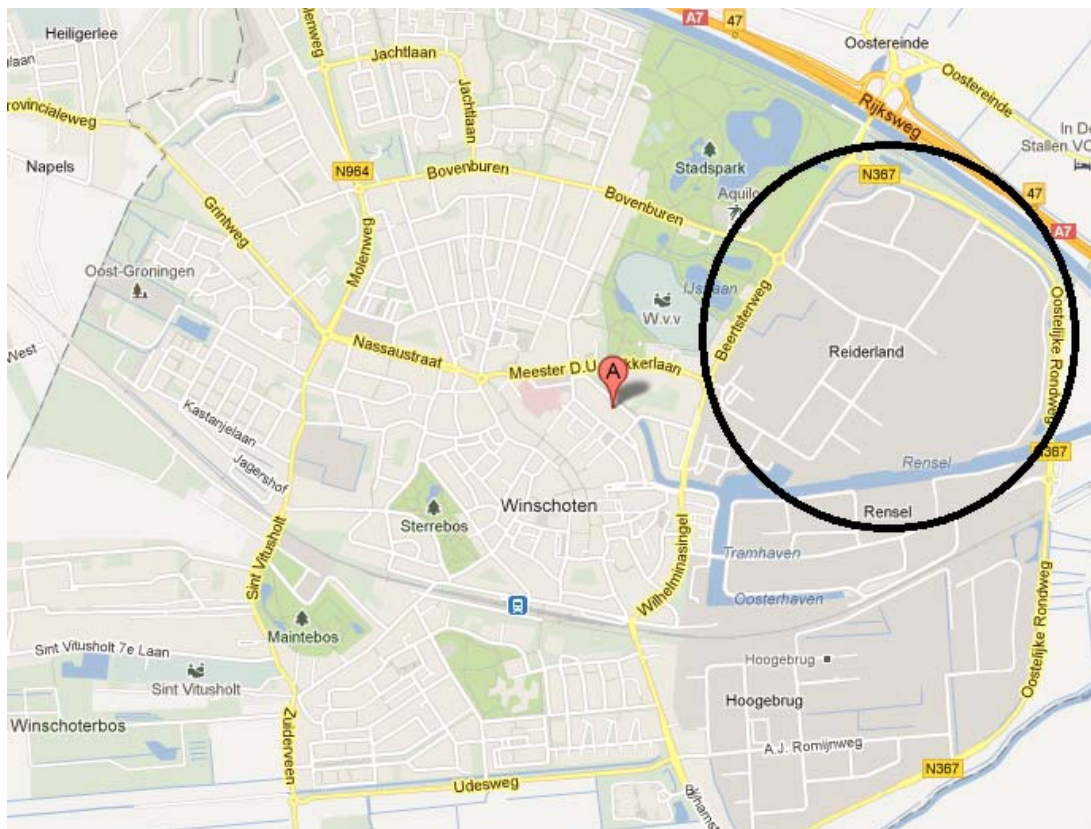 A7
47
Heiligerlee
Oostereinde
Jachtlaan
Jachtlaan
Oostereinde
Rijksweg
Provincialeweg
In De
Stallen VO
Napels
Stadspark
N964
Bovenburen
N367
Aquilo
47
Bovenburen
A7
Grintweg
Molenweg
Oost-Groningen
IJsbaan
W.v.v
Beertsterweg
Oostelijke Rondweg
West
Nassaustraat
Reiderland
Meester D.U.
kkerlaan
A
Kastanjelaan
Jagershof
Rensel
N367
Winschoten
Rensel
Sterrebos
Tramhaven
Sint Vitusholt
Wilhelminasingel
Oosterhaven
Maintebos
Oostelijke Rondweg
Sint Vitusholt 7e Laan
Hoogebrug
Sint Vitusholt
Hoogebrug
Winschoterbos
Zuiderveen
A.J. Romijnweg
N367
Udesweg